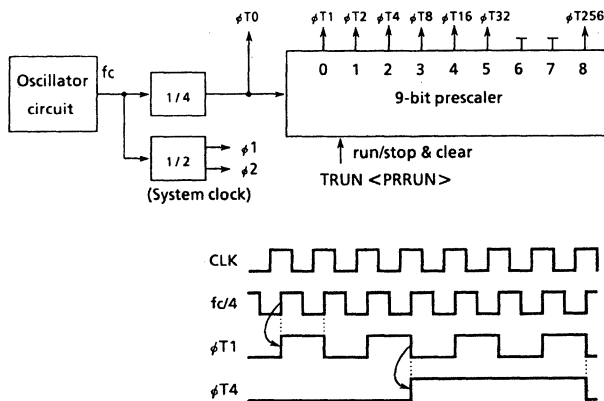 φT0 φT1 φT2 φT4 φT8 φT16 φT32 φT256
Oscillator
circuit
fc
1/4
0 1 2 3 4 5 6 7 8
9-bit prescaler
1/2
φ1
φ2
(System clock)
run/stop & clear
TRUN <PRRUN>
CLK
fc/4
φT1
φT4